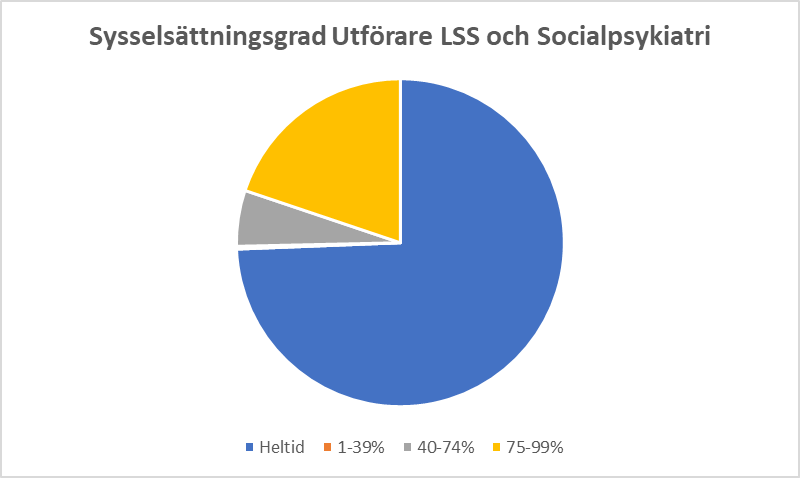 Sysselsättningsgrad Utförare LSS och Socialpsykiatri
Heltid 1-39% 40-74% 75-99%